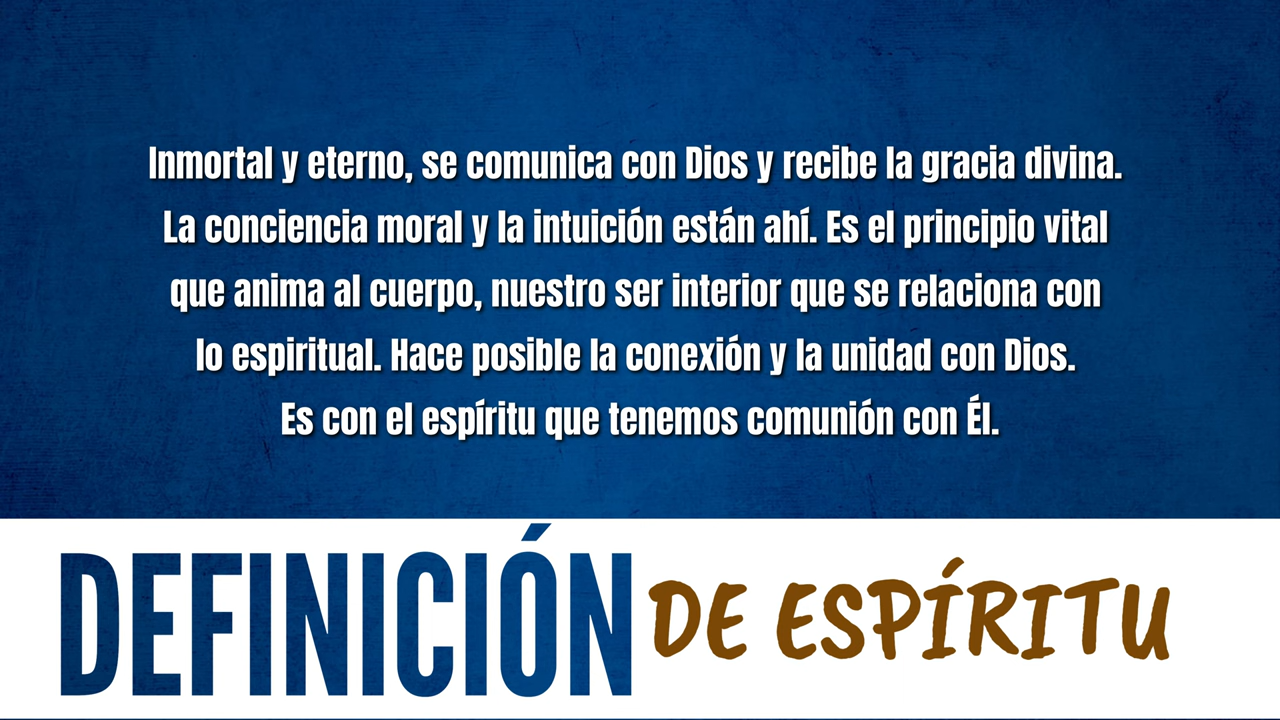 Inmortal y eterno, se comunica con Dios y recibe la gracia divina.
La conciencia moral y la intuición están ahí. Es el principio vital
que anima al cuerpo, nuestro ser interior que se relaciona con
lo espiritual. Hace posible la conexión y la unidad con Dios.
Es con el espíritu que tenemos comunión con Él.
DEFINICIÓN DE ESPÍRITU